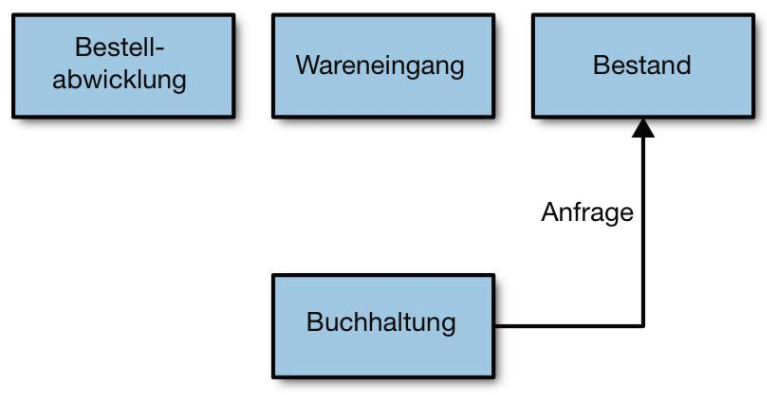 Bestell-
abwicklung
Wareneingang
Bestand
Anfrage
Buchhaltung